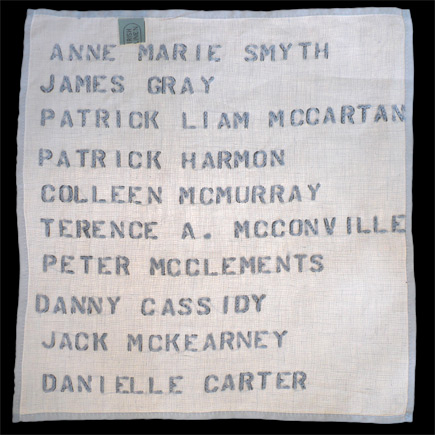 ANNE MARIE SMYTH
JAMES GRAY
PATRICK LIAM MCCARTAN
PATRICK HARMON
COLLEEN MCMURRAY
TERENCE A. MCCONVILLE
PETER MCCLEMENTS
DANNY CASSIDY
JACK MCKEARNEY
DANIELLE CARTER